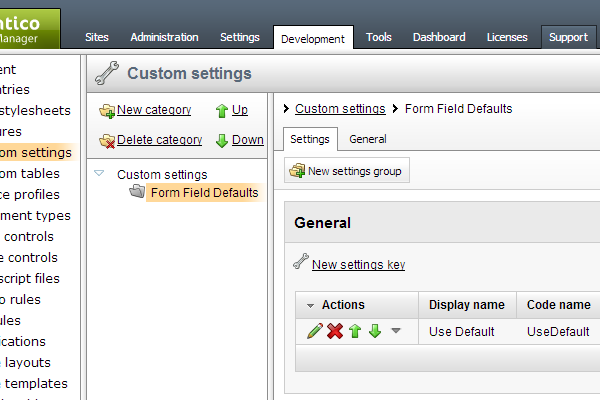 ntico
Manager
Sites
Administration
Settings
Development
Tools
Dashboard
Licenses
Support
ent
ntries
stylesheets
ures
om settings
om tables
ce profiles
ment types
controls
e controls
script files
o rules
ules
ications
e layouts
e templates
Custom settings
New category
Up
Delete category
Down
Custom settings
Form Field Defaults
Custom settings
Form Field Defaults
Settings
General
New settings group
General
New settings key
Actions
Display name
Code name
Use Default
UseDefault